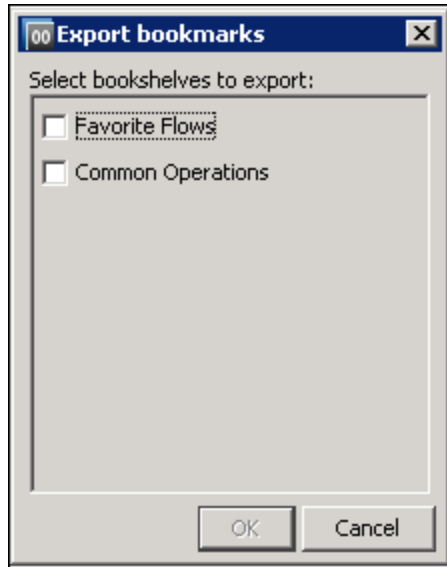 00 Export bookmarks
Select bookshelves to export:
Favorite Flows
Common Operations
OK
Cancel